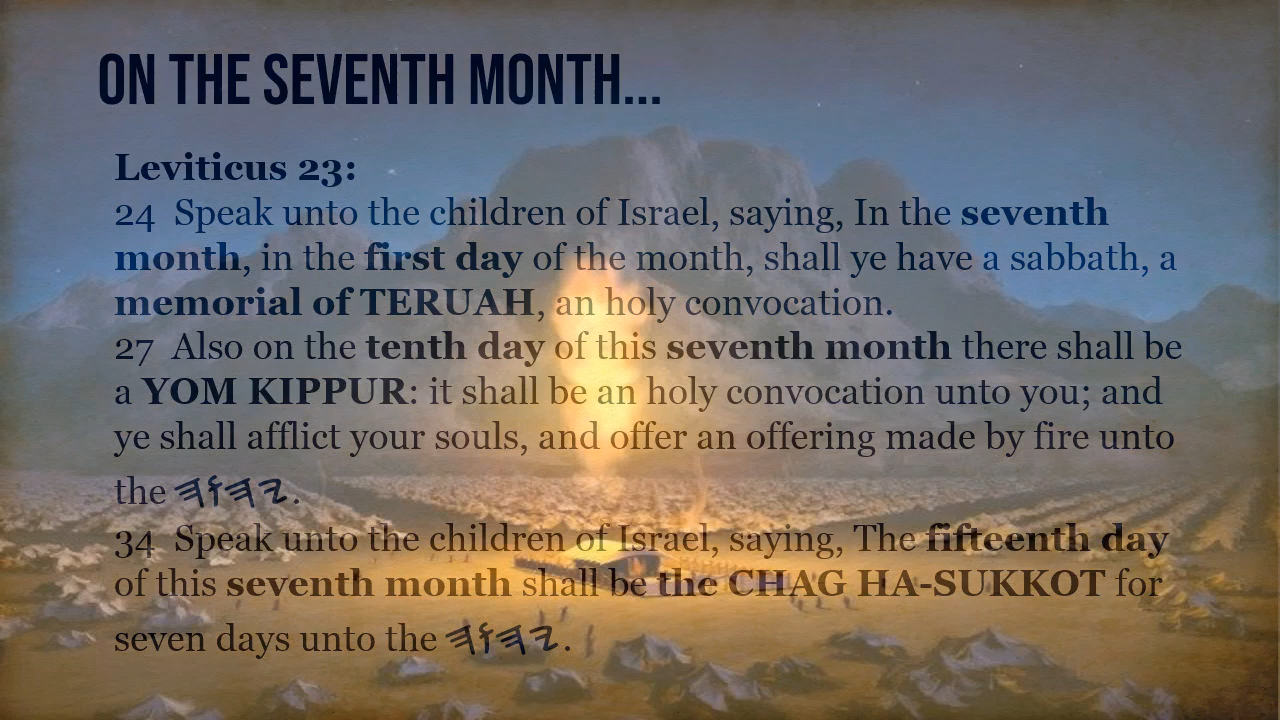 ON THE SEVENTH MONTH...
Leviticus 23:
24 Speak unto the children of Israel, saying, In the seventh
month, in the first day of the month, shall ye have a sabbath, a
memorial of TERUAH, an holy convocation.
27 Also on the tenth day of this seventh month there shall be
a YOM KIPPUR: it shall be an holy convocation unto you; and
ye shall afflict your souls, and offer an offering made by fire unto
the 𐤉𐤄𐤅𐤄.
34 Speak unto the children of Israel, saying, The fifteenth day
of this seventh month shall be the CHAG HA-SUKKOT for
seven days unto the 𐤉𐤄𐤅𐤄.